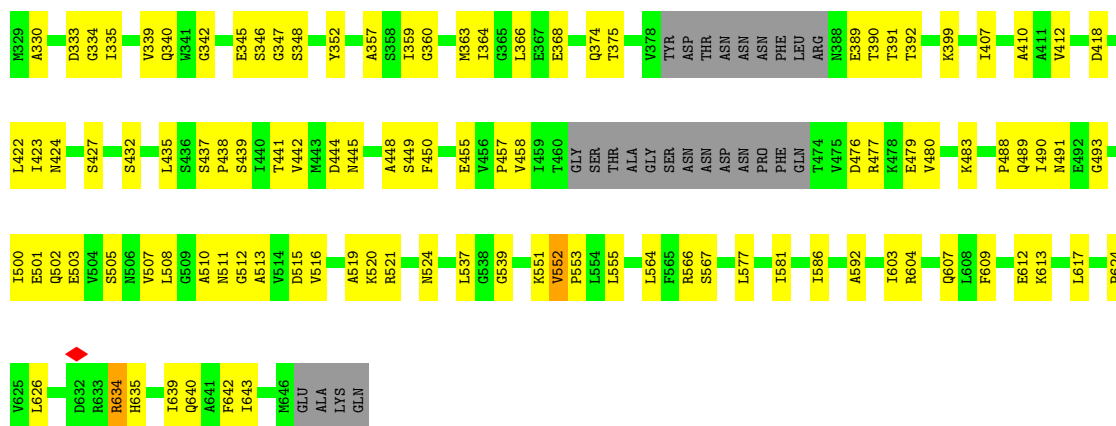 M329 A330 D333 G334 I335 V339 Q340 W341 G342 E345 S346 G347 S348 Y352 A357 S358 I359 G360 M363 I364 G365 L366 E367 E368 Q374 T375 V378 TYR ASP THR ASN ASN ASN PHE LEU ARG N388 E389 T390 T391 T392 K399 I407 A410 A411 V412 D418
L422 I423 N424 S427 S432 L435 S436 S437 P438 S439 I440 T441 V442 M443 D444 N445 A448 S449 F450 E455 V456 P457 V458 I459 T460 GLY SER THR ALA GLY SER ASN ASN ASP ASN PRO PHE GLN T474 V475 D476 R477 K478 E479 V480 K483 P488 Q489 I490 N491 E492 G493
I500 E501 Q502 E503 V504 S505 N506 V507 L508 G509 A510 N511 G512 A513 V514 D515 V516 A519 K520 R521 N524 L537 G538 G539 K551 V552 P553 L554 L555 L564 F565 R566 S567 L577 I581 I586 A592 I603 R604 Q607 L608 F609 E612 K613 L617
V625 L626 D632 R633 R634 H635 I639 Q640 A641 F642 I643 M646 GLU ALA LYS GLN